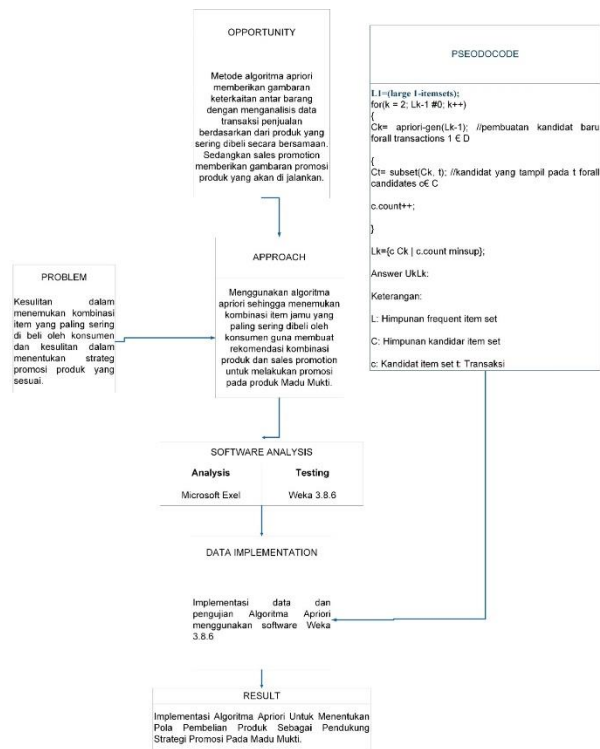 OPPORTUNITY
Metode algoritma apriori
memberikan gambaran
keterkaitan antar barang
dengan menganalisis data
transaksi penjualan
berdasarkan dari produk yang
sering dibeli secara bersamaan.
Sedangkan sales promotion
memberikan gambaran promosi
produk yang akan di jalankan.
PSEODOCODE
L1=(large 1-itemsets);
for(k = 2; Lk-1 #0; k++)
{
Ck= apriori-gen(Lk-1); //pembuatan kandidat baru
forall transactions 1 € D
{
Ct= subset(Ck, t); //kandidat yang tampil pada t forall
candidates c€ C
c.count++;
}
Lk={c Ck | c.count minsup};
Answer UkLk:
Keterangan:
L: Himpunan frequent item set
C: Himpunan kandidar item set
c: Kandidat item set t: Transaksi
PROBLEM
Kesulitan dalam
menemukan kombinasi
item yang paling sering
di beli oleh konsumen
dan kesulitan dalam
menentukan strateg
promosi produk yang
sesuai.
APPROACH
Menggunakan algoritma
apriori sehingga menemukan
kombinasi item jamu yang
paling sering dibeli oleh
konsumen guna membuat
rekomendasi kombinasi
produk dan sales promotion
untuk melakukan promosi
pada produk Madu Mukti.
SOFTWARE ANALYSIS
Analysis Testing
Microsoft Exel Weka 3.8.6
DATA IMPLEMENTATION
Implementasi data dan
pengujian Algoritma Apriori
menggunakan software Weka
3.8.6
RESULT
Implementasi Algoritma Apriori Untuk Menentukan
Pola Pembelian Produk Sebagai Pendukung
Strategi Promosi Pada Madu Mukti.